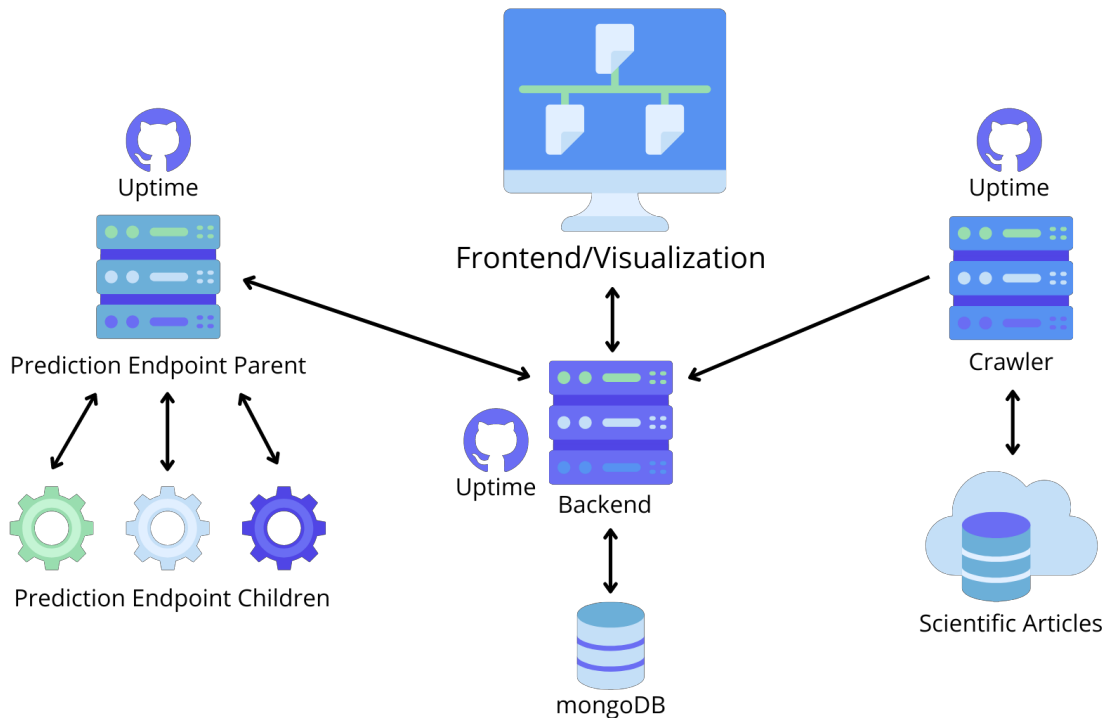 Uptime
Uptime
Frontend/Visualization
Prediction Endpoint Parent
Crawler
Uptime
Backend
Prediction Endpoint Children
Scientific Articles
mongoDB